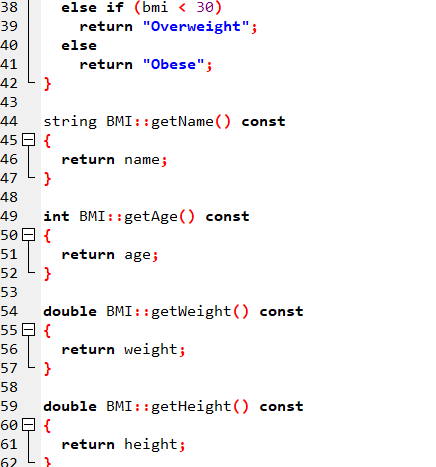 38 else if (bmi < 30)
39 return "Overweight";
40 else
41 return "Obese";
42 }
43
44 string BMI::getName() const
45 {
46 return name;
47 }
48
49 int BMI::getAge() const
50 {
51 return age;
52 }
53
54 double BMI::getWeight() const
55 {
56 return weight;
57 }
58
59 double BMI::getHeight() const
60 {
61 return height;
62 }